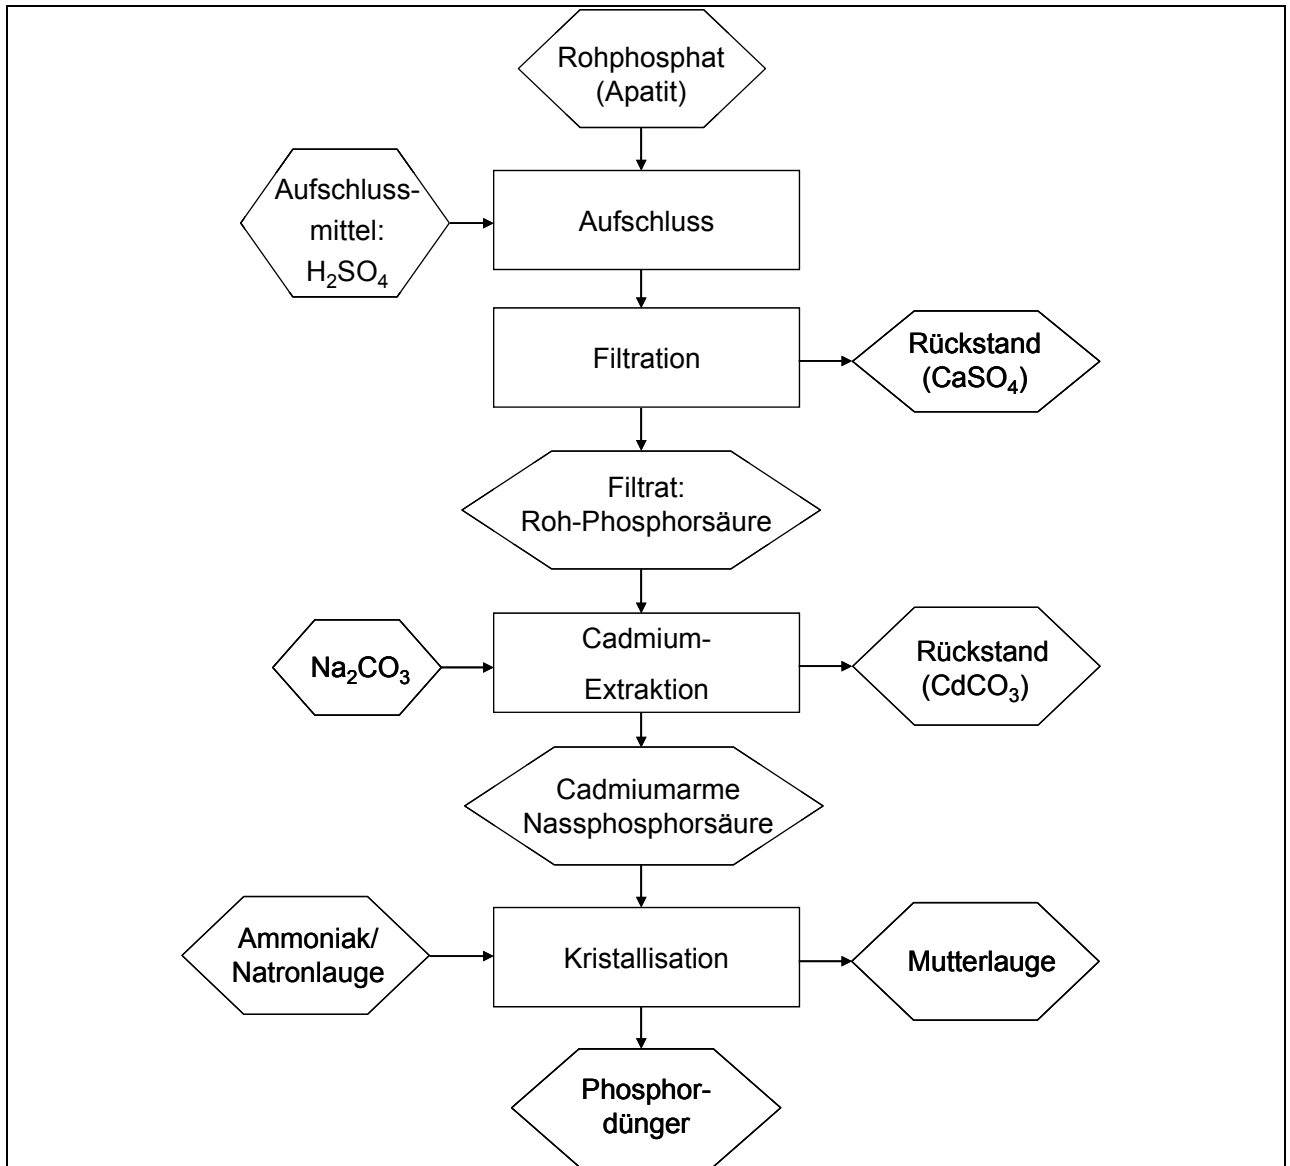 Rohphosphat
(Apatit)
Aufschluss-
mittel:
H₂SO₄
Aufschluss
Filtration
Rückstand
(CaSO₄)
Filtrat:
Roh-Phosphorsäure
Na₂CO₃
Cadmium-
Extraktion
Rückstand
(CdCO₃)
Cadmiumarme
Nassphosphorsäure
Ammoniak/
Natronlauge
Kristallisation
Mutterlauge
Phosphor-
dünger